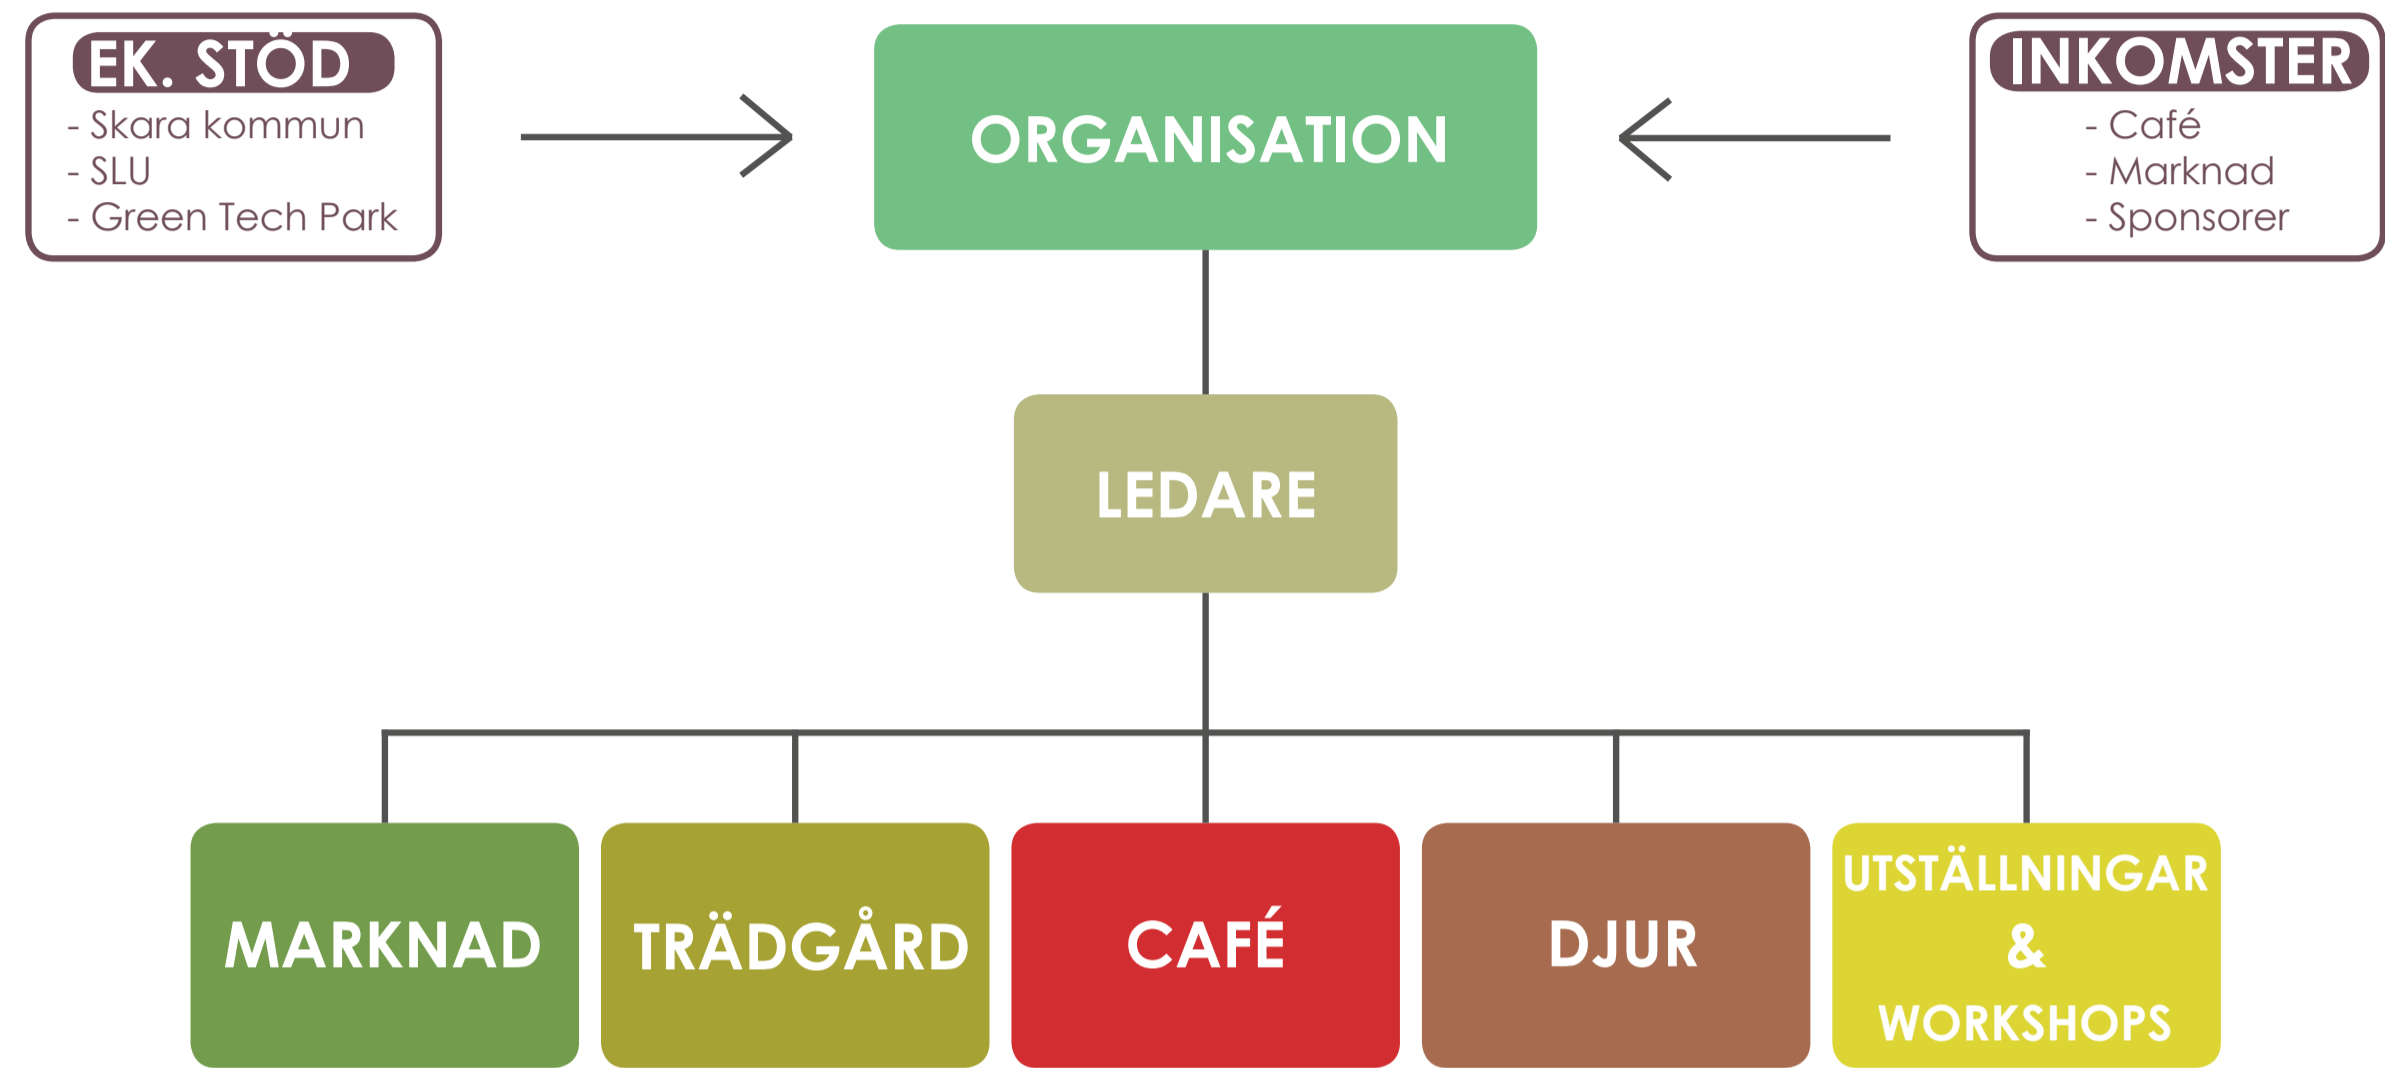 EK. STÖD
- Skara kommun
- SLU
- Green Tech Park
ORGANISATION
INKOMSTER
- Café
- Marknad
- Sponsorer
LEDARE
MARKNAD
TRÄDGÅRD
CAFÉ
DJUR
UTSTÄLLNINGAR
&
WORKSHOPS